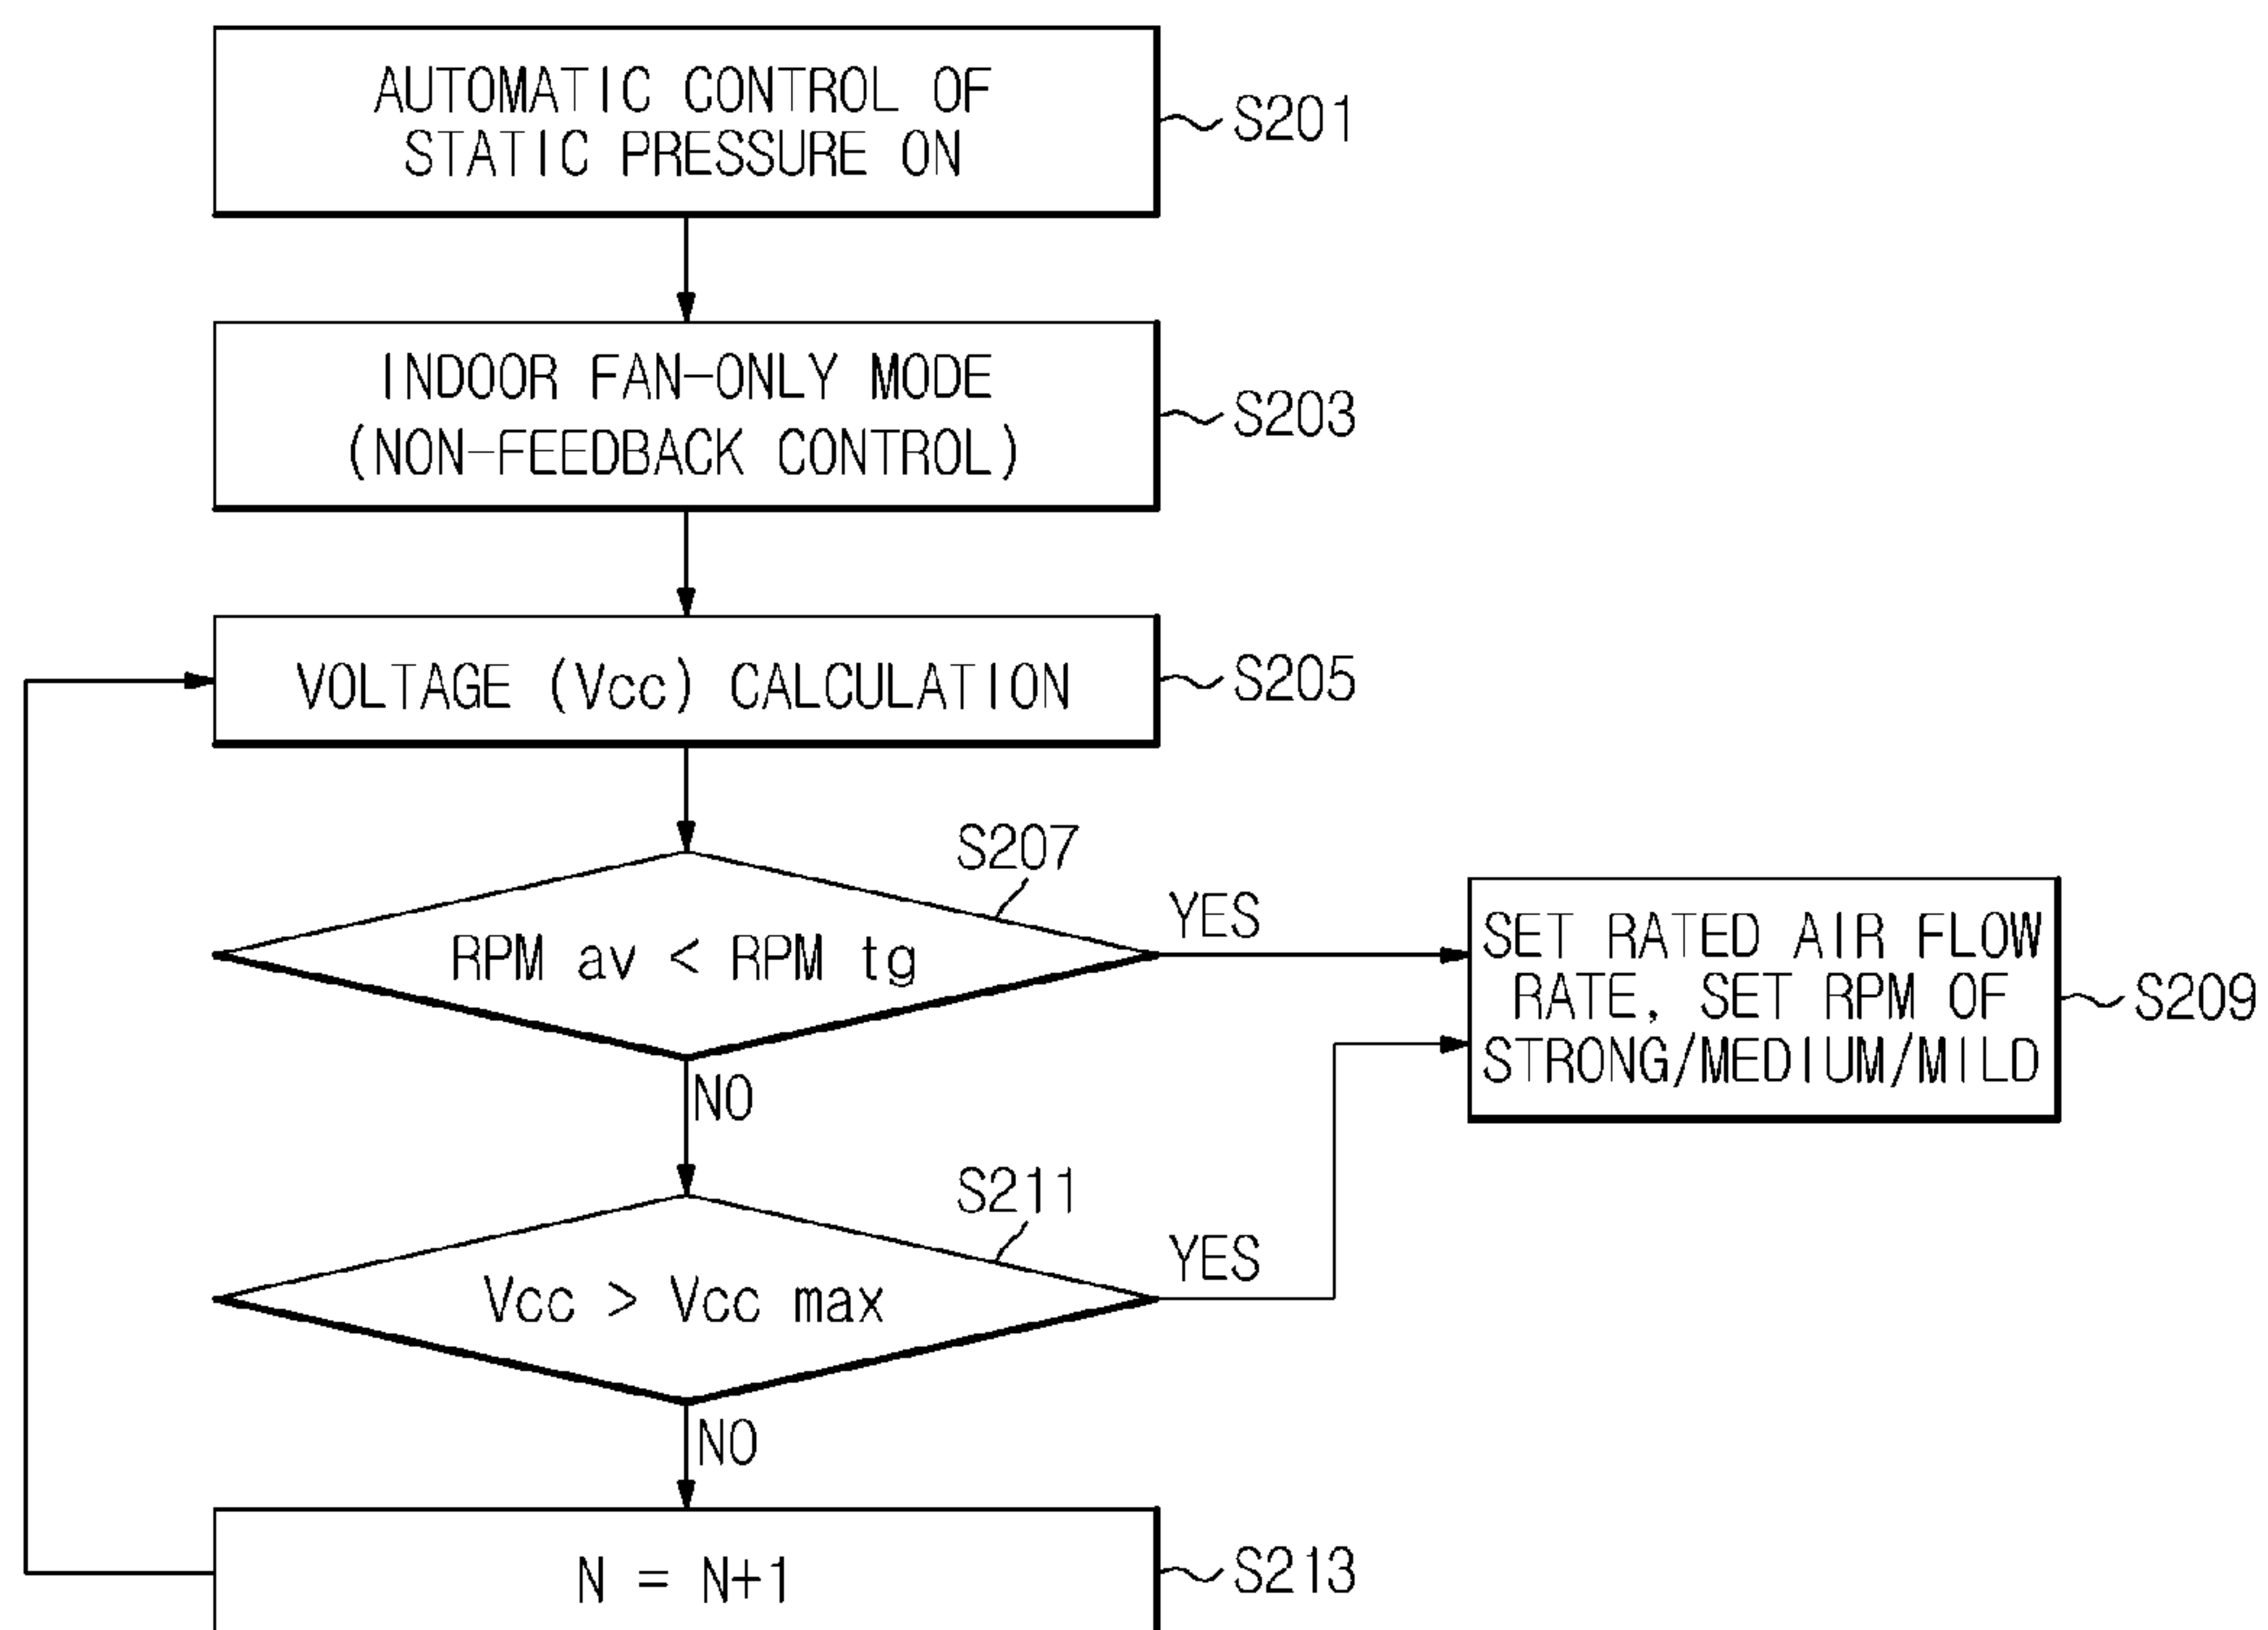 AUTOMATIC CONTROL OF
STATIC PRESSURE ON
S201
INDOOR FAN-ONLY MODE
(NON-FEEDBACK CONTROL)
S203
VOLTAGE (Vcc) CALCULATION
S205
S207
RPM av < RPM tg
YES
NO
SET RATED AIR FLOW
RATE, SET RPM OF
STRONG/MEDIUM/MILD
S209
S211
Vcc > Vcc max
YES
NO
N = N+1
S213